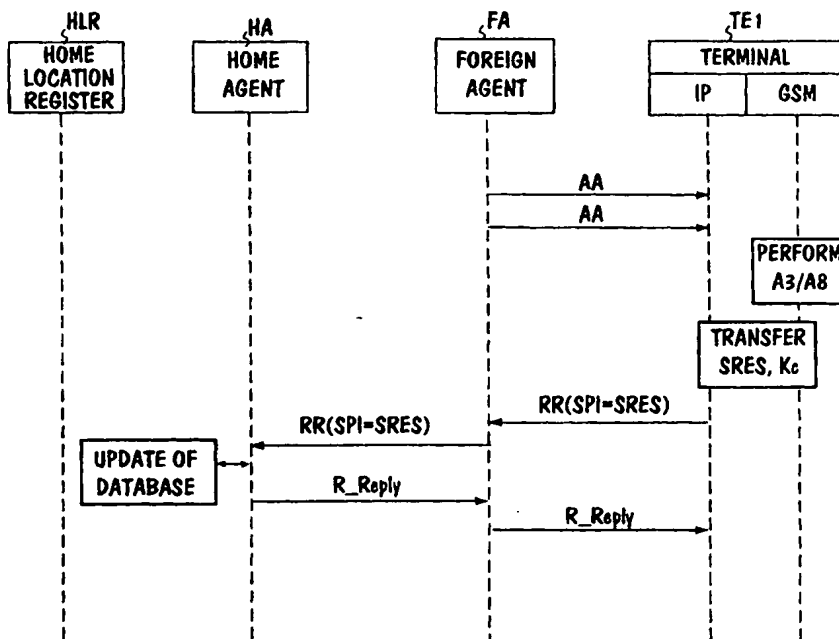 HLR
HA
FA
TE1
HOME
LOCATION
REGISTER
HOME
AGENT
FOREIGN
AGENT
TERMINAL
IP
GSM
AA
AA
PERFORM
A3/A8
TRANSFER
SRES, Kc
RR(SPI=SRES)
RR(SPI=SRES)
UPDATE OF
DATABASE
R_Reply
R_Reply